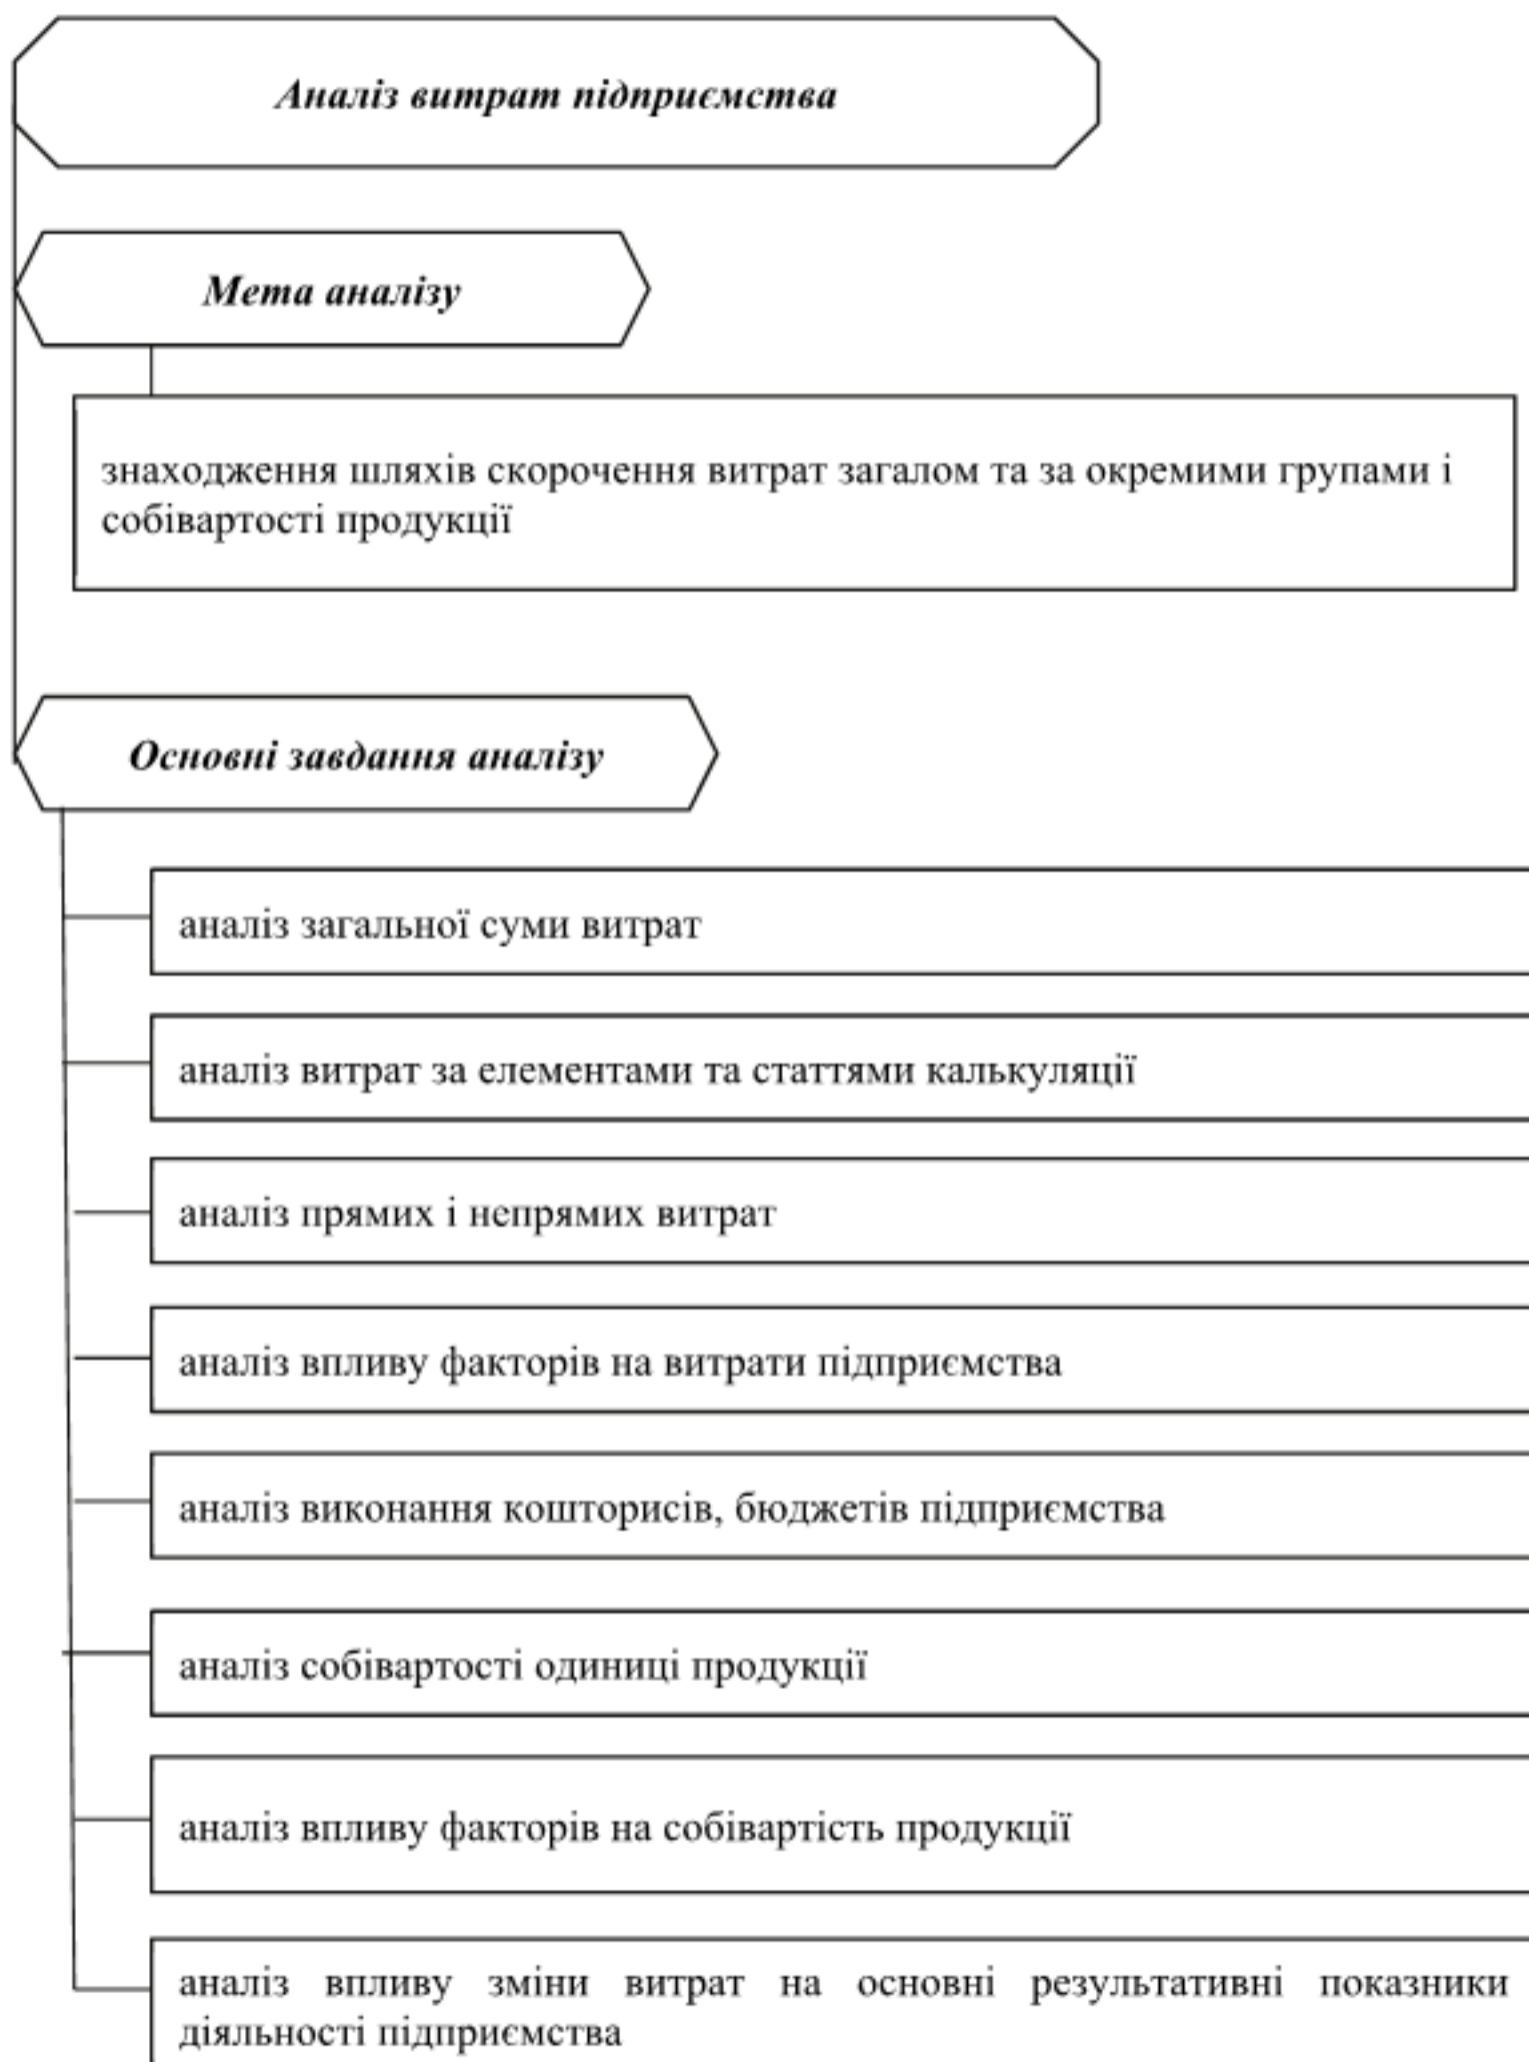 Аналіз витрат підприємства
Мета аналізу
знаходження шляхів скорочення витрат загалом та за окремими групами і
собівартості продукції
Основні завдання аналізу
аналіз загальної суми витрат
аналіз витрат за елементами та статтями калькуляції
аналіз прямих і непрямих витрат
аналіз впливу факторів на витрати підприємства
аналіз виконання кошторисів, бюджетів підприємства
аналіз собівартості одиниці продукції
аналіз впливу факторів на собівартість продукції
аналіз впливу зміни витрат на основні результативні показники
діяльності підприємства